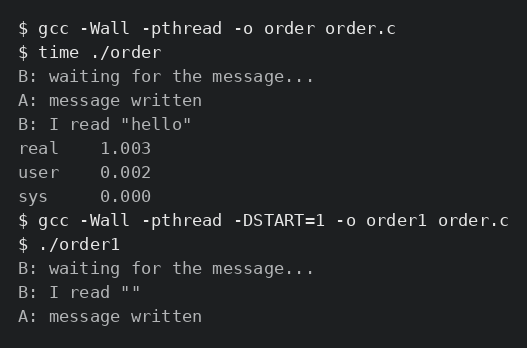 $ gcc -Wall -pthread -o order order.c
$ time ./order
B: waiting for the message...
A: message written
B: I read "hello"
real    1.003
user    0.002
sys     0.000
$ gcc -Wall -pthread -DSTART=1 -o order1 order.c
$ ./order1
B: waiting for the message...
B: I read ""
A: message written